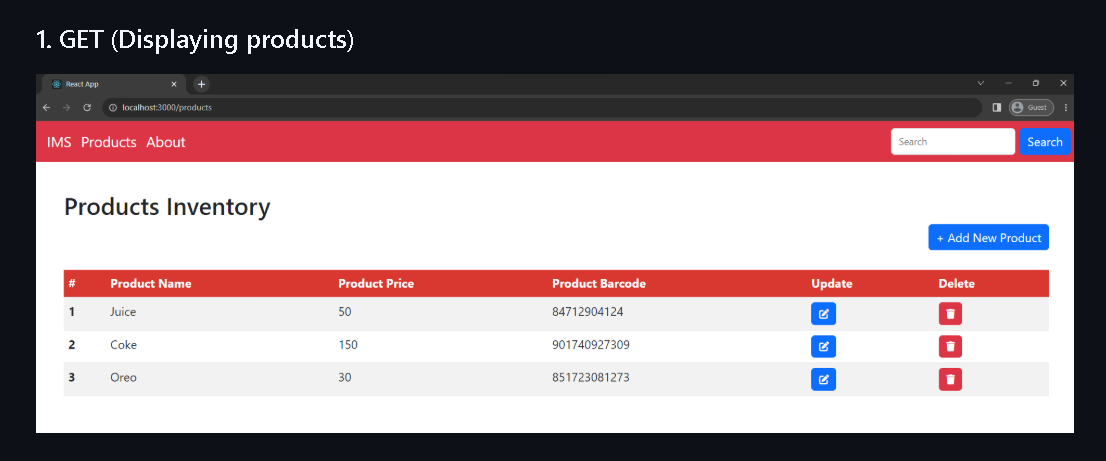 1. GET (Displaying products)
React App
localhost:3000/products
Guest
IMS Products About Search Search
Products Inventory
+ Add New Product
# Product Name Product Price Product Barcode Update Delete
1 Juice 50 84712904124
2 Coke 150 901740927309
3 Oreo 30 851723081273